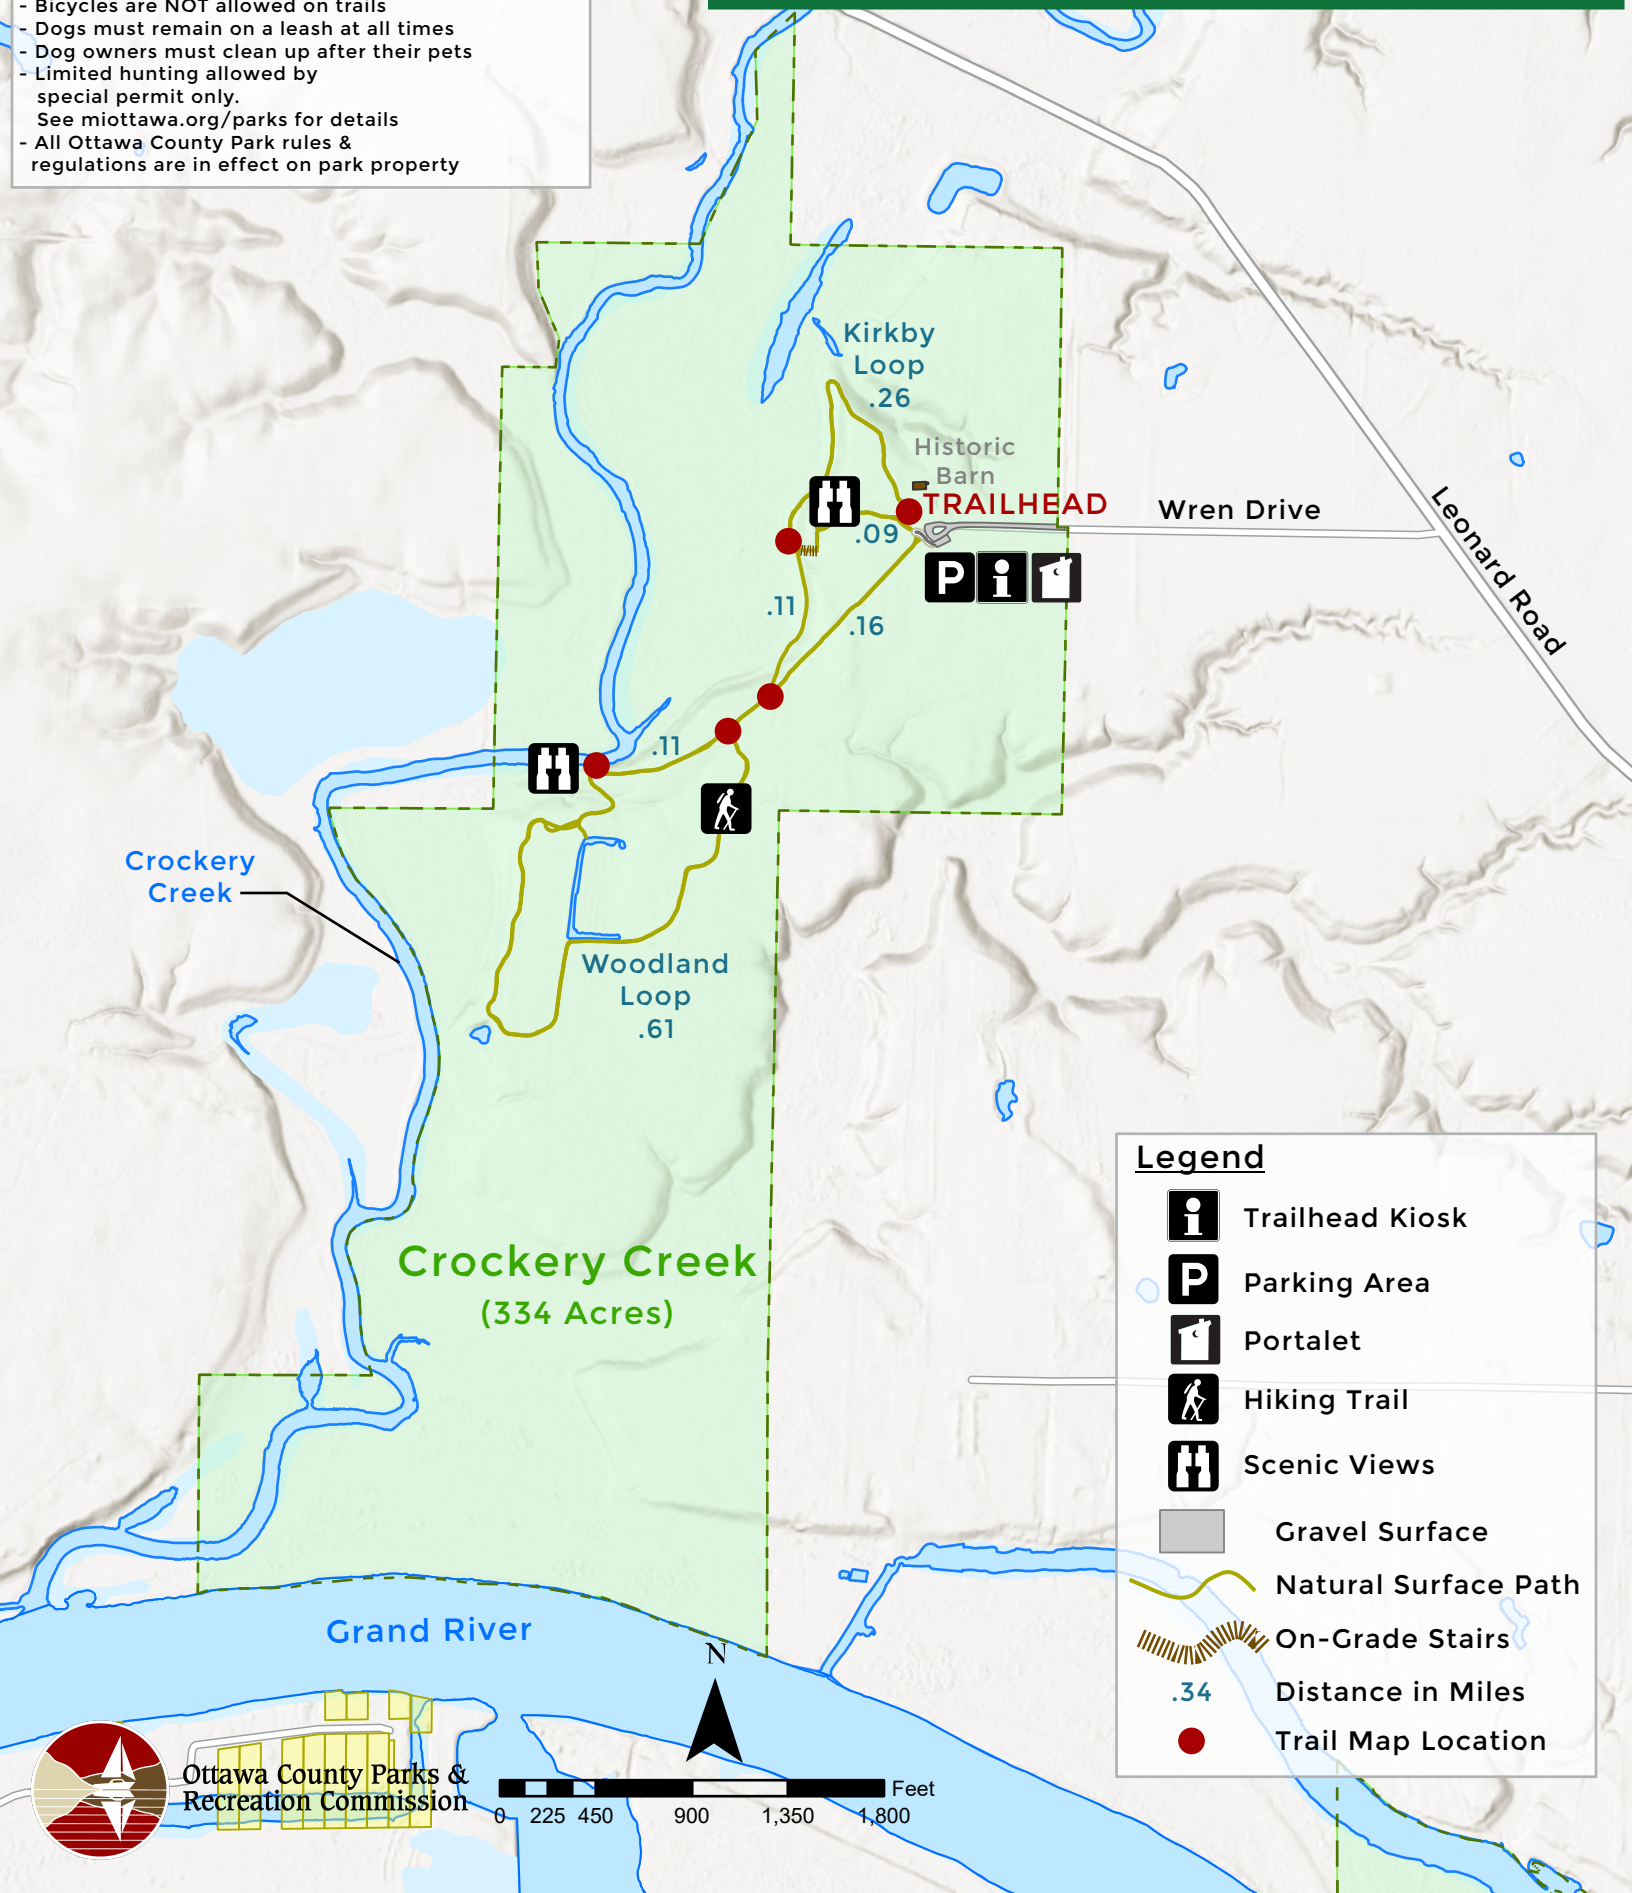 - Bicycles are NOT allowed on trails
- Dogs must remain on a leash at all times
- Dog owners must clean up after their pets
- Limited hunting allowed by
special permit only.
See miottawa.org/parks for details
- All Ottawa County Park rules &
regulations are in effect on park property
Kirkby
Loop
.26
Historic
Barn
TRAILHEAD
Wren Drive
Leonard Road
.09
P
i
.11
.16
.11
Crockery
Creek
Woodland
Loop
.61
Crockery Creek
(334 Acres)
Grand River
N
Legend
i Trailhead Kiosk
P Parking Area
Portalet
Hiking Trail
Scenic Views
Gravel Surface
Natural Surface Path
On-Grade Stairs
.34 Distance in Miles
Trail Map Location
Ottawa County Parks &
Recreation Commission
Feet
0 225 450 900 1,350 1,800